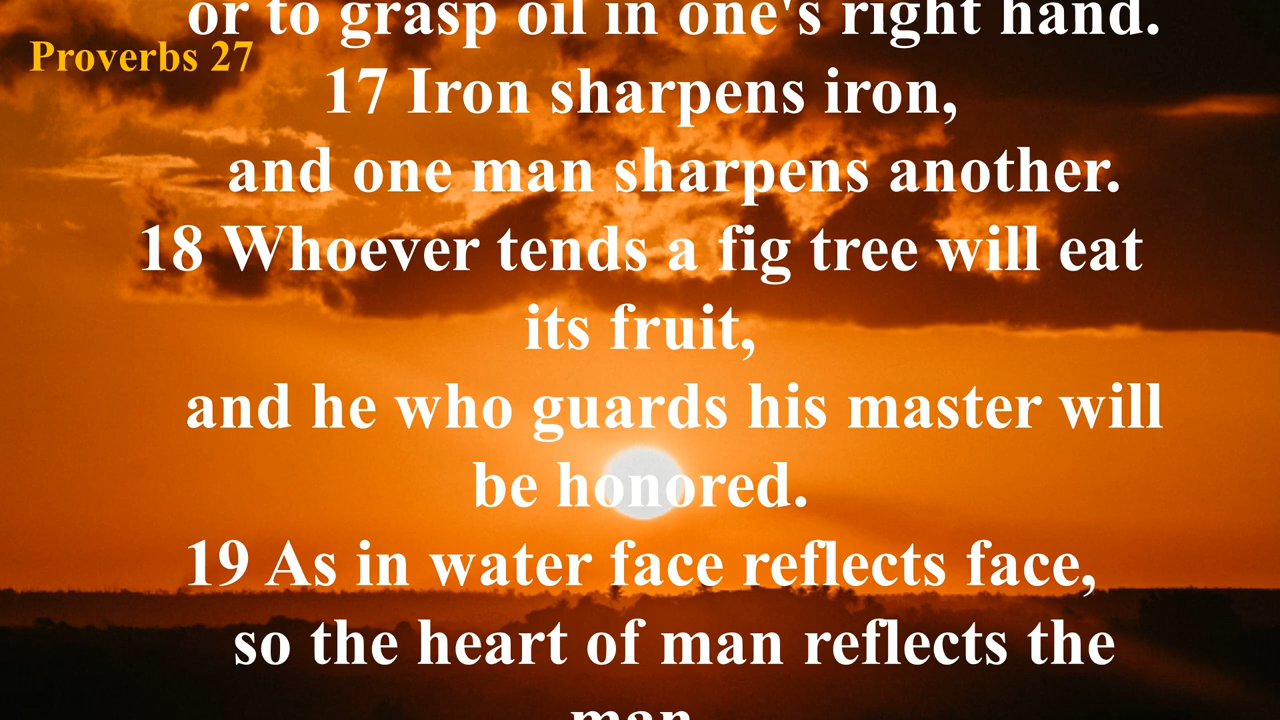 or to grasp oil in one's right hand.
Proverbs 27
17 Iron sharpens iron,
and one man sharpens another.
18 Whoever tends a fig tree will eat
its fruit,
and he who guards his master will
be honored.
19 As in water face reflects face,
so the heart of man reflects the
man.